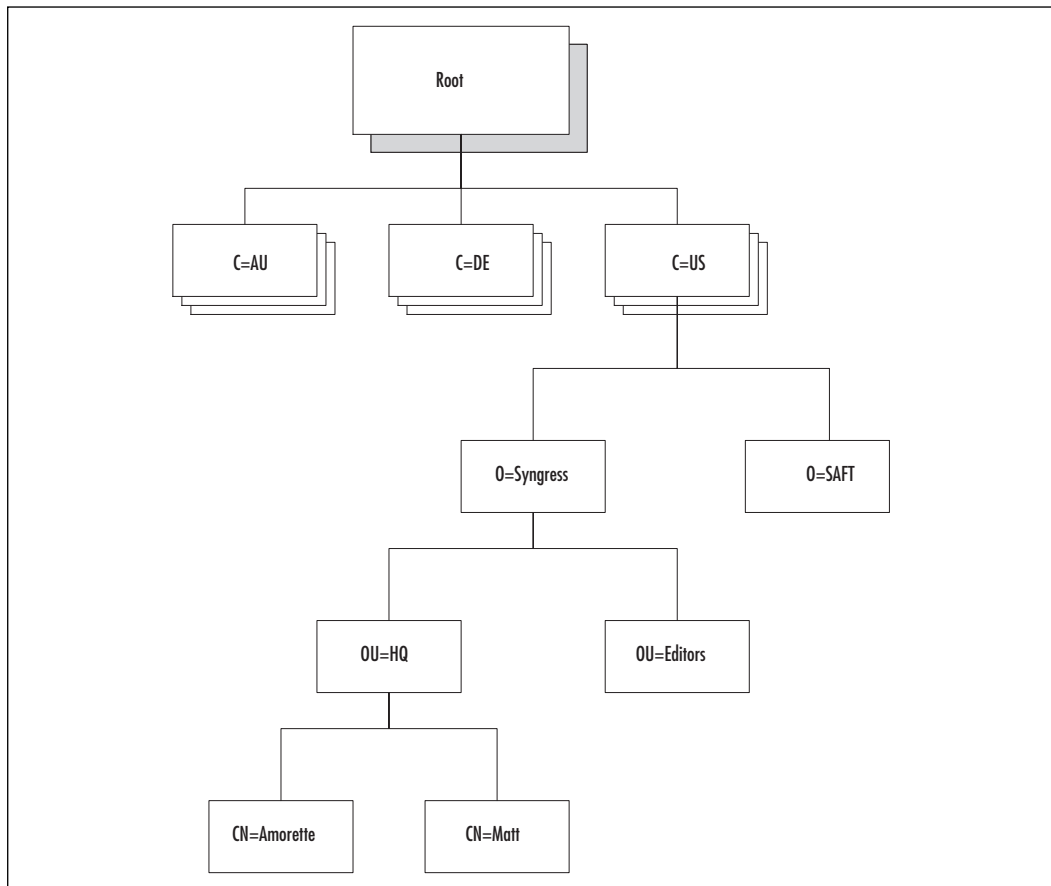 Root
C=AU
C=DE
C=US
O=Syngress
O=SAFT
OU=HQ
OU=Editors
CN=Amorette
CN=Matt